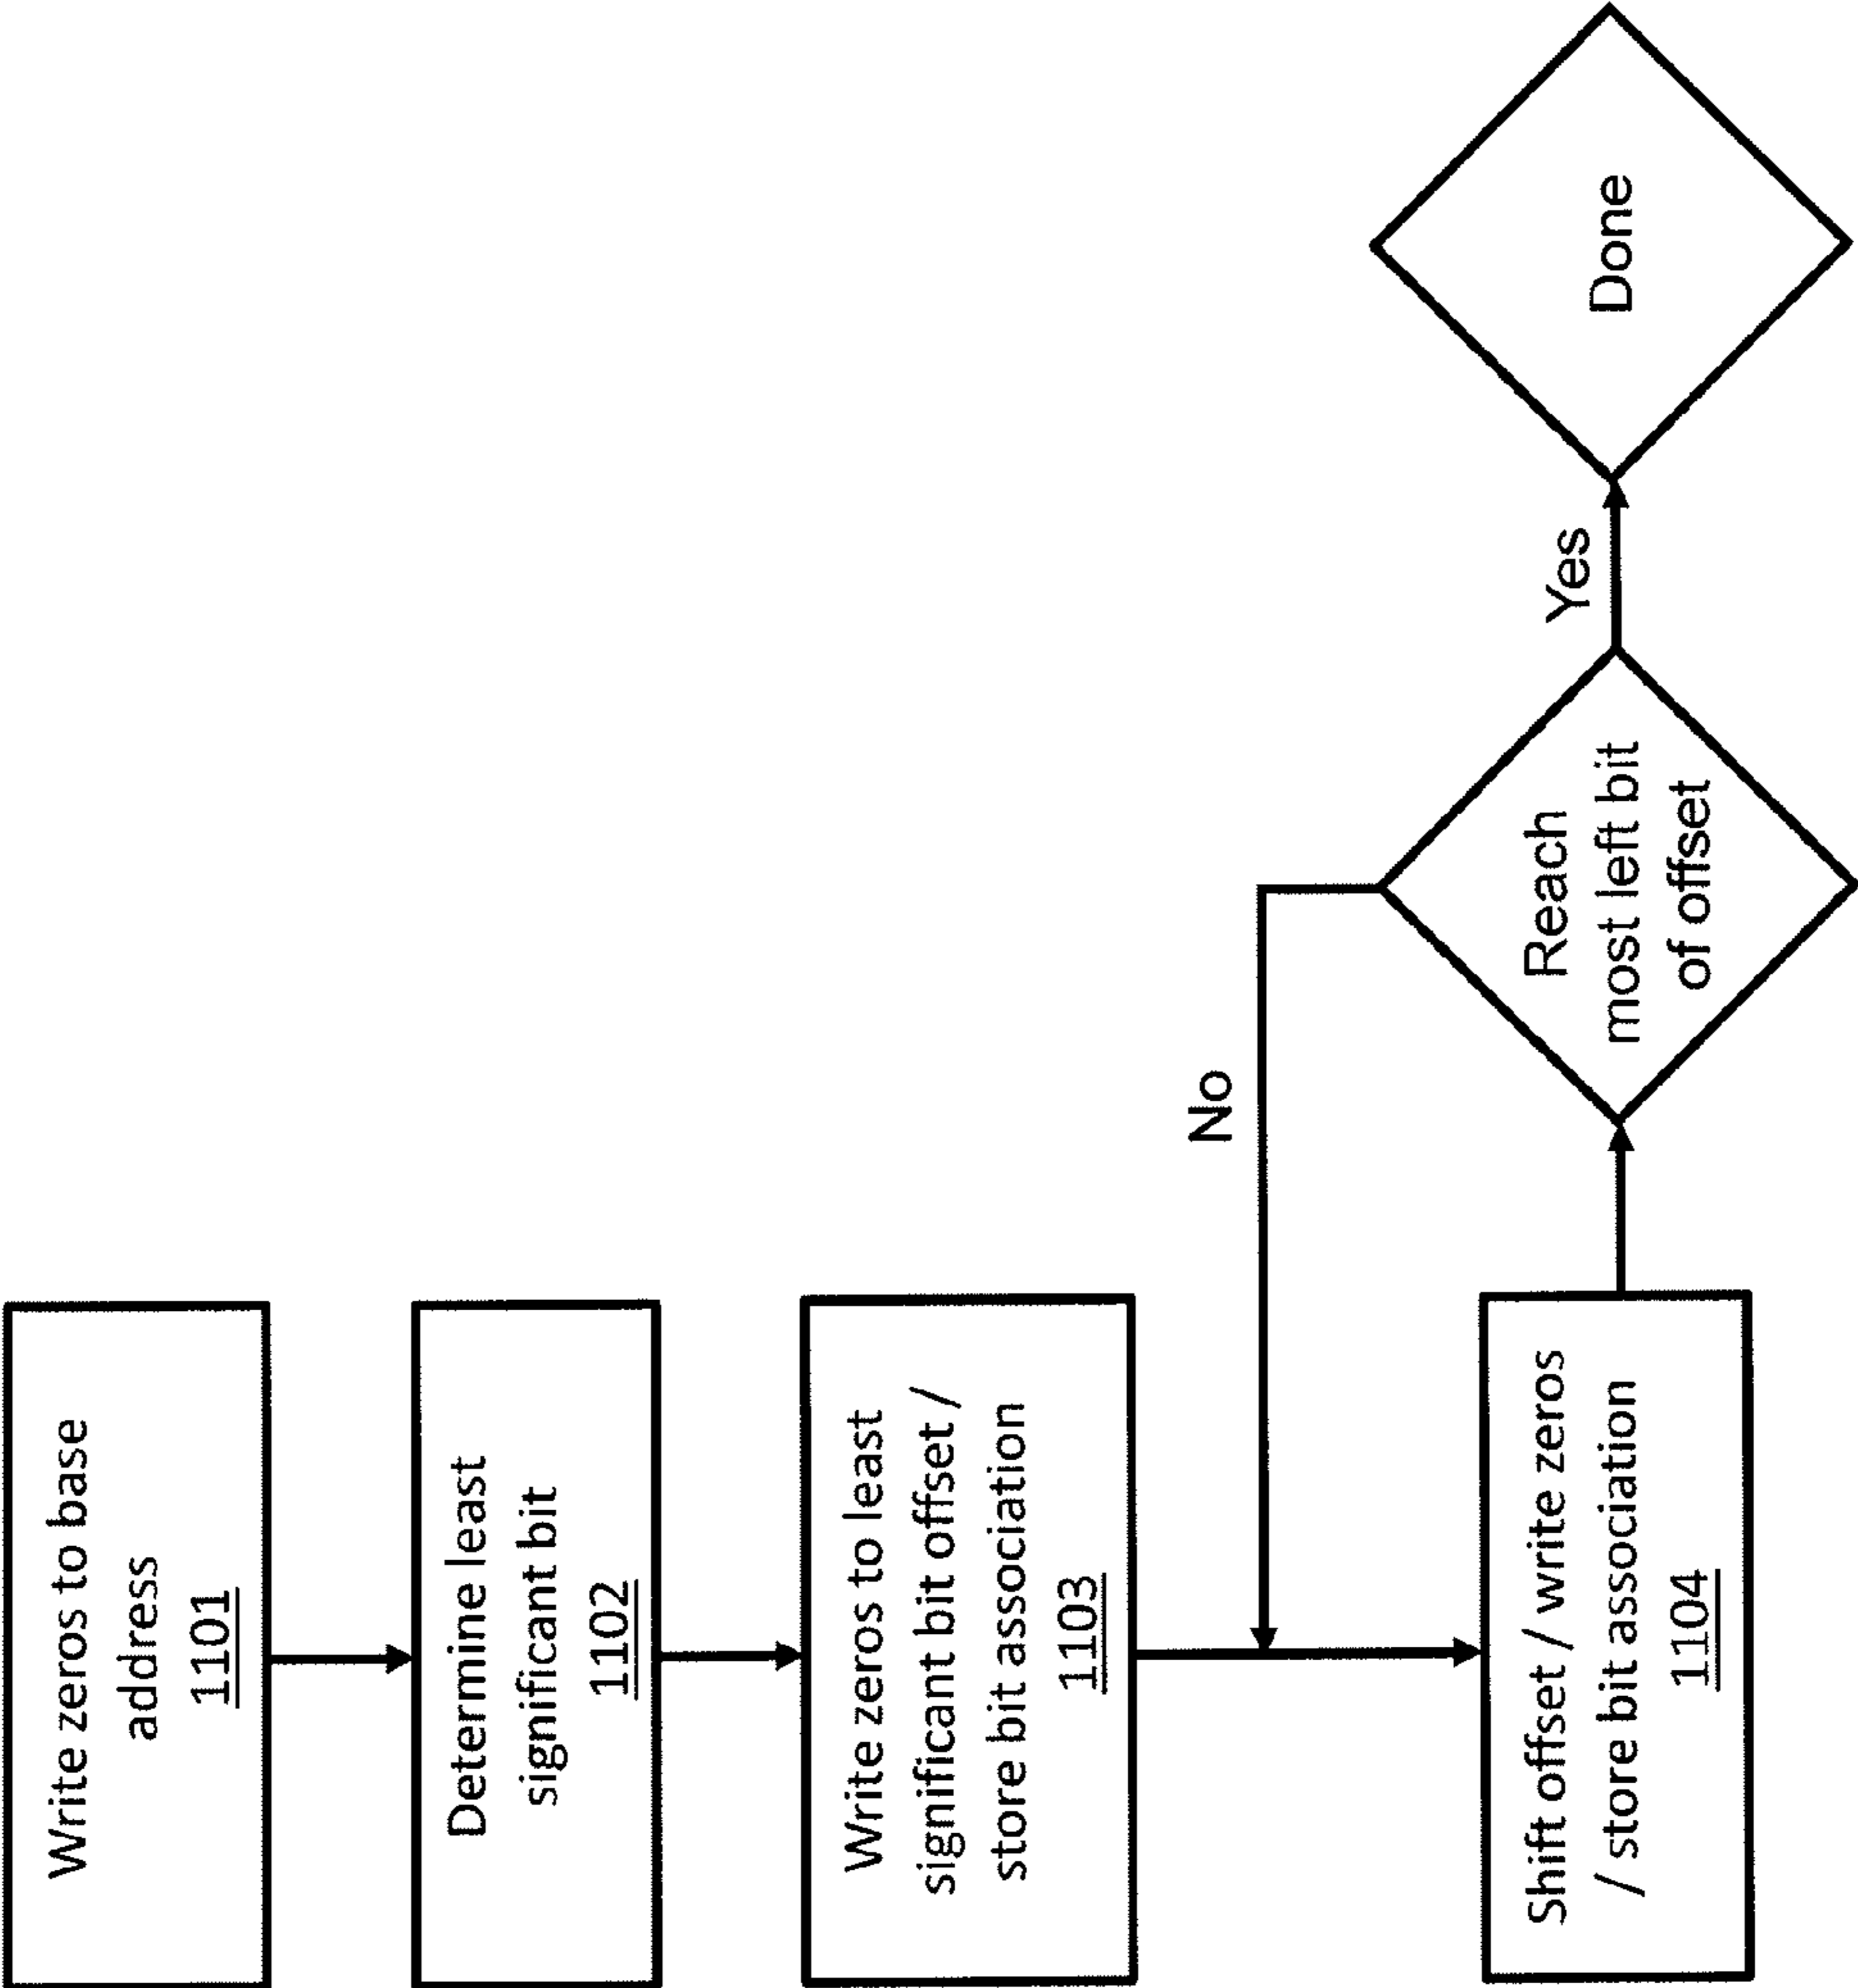 Write zeros to base
address
1101
Determine least
significant bit
1102
Write zeros to least
significant bit offset /
store bit association
1103
Shift offset / write zeros
/ store bit association
1104
No
Reach
most left bit
of offset
Yes
Done